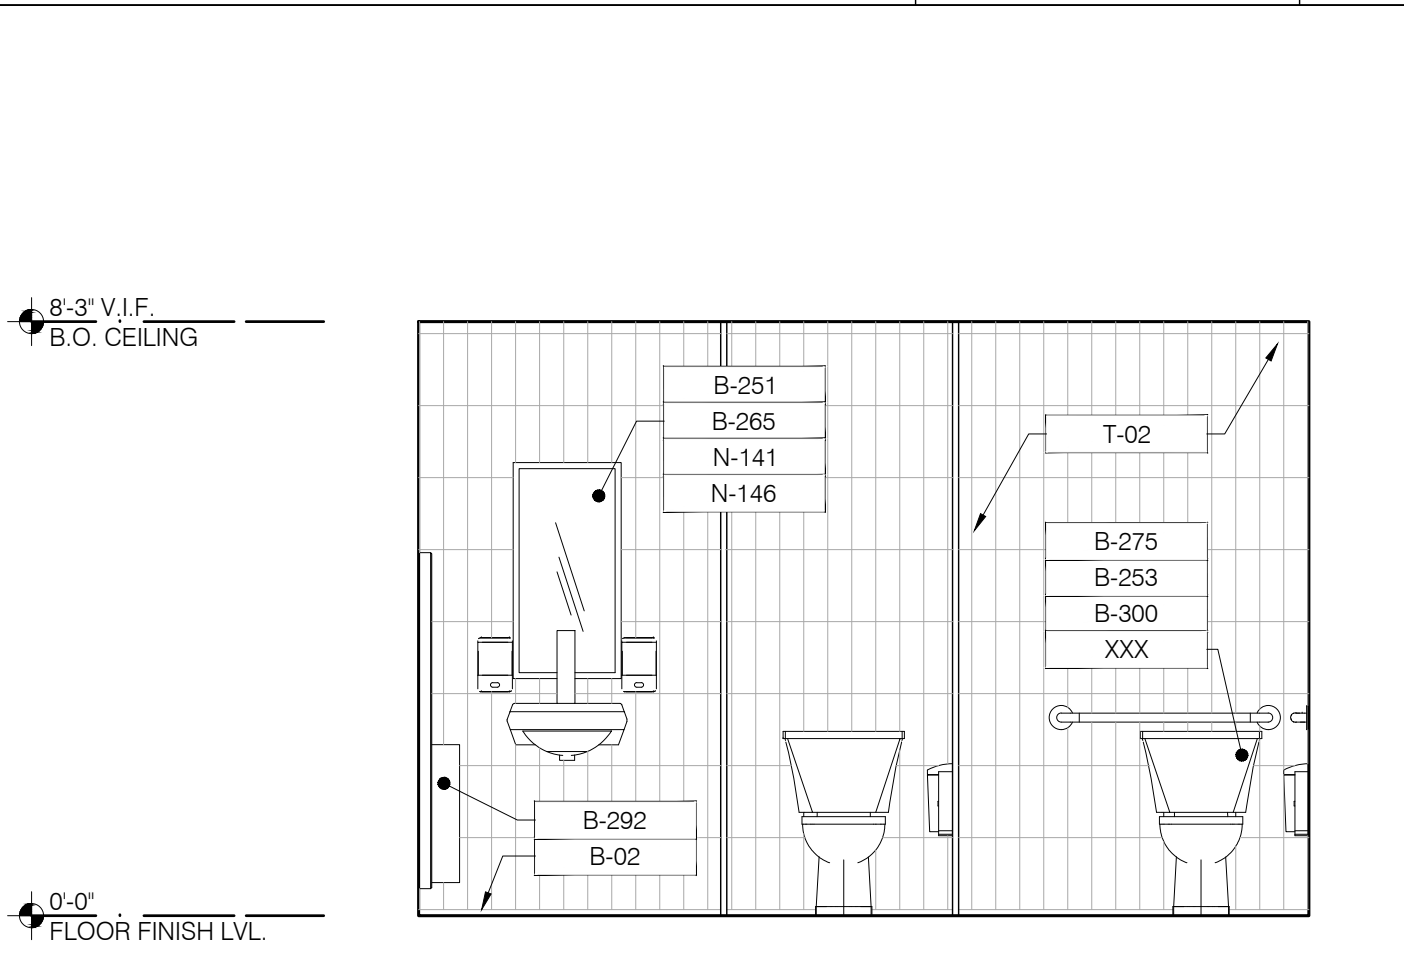 8'-3" V.I.F.
B.O. CEILING
B-251
B-265
N-141
N-146
T-02
B-275
B-253
B-300
XXX
B-292
B-02
0'-0"
FLOOR FINISH LVL.